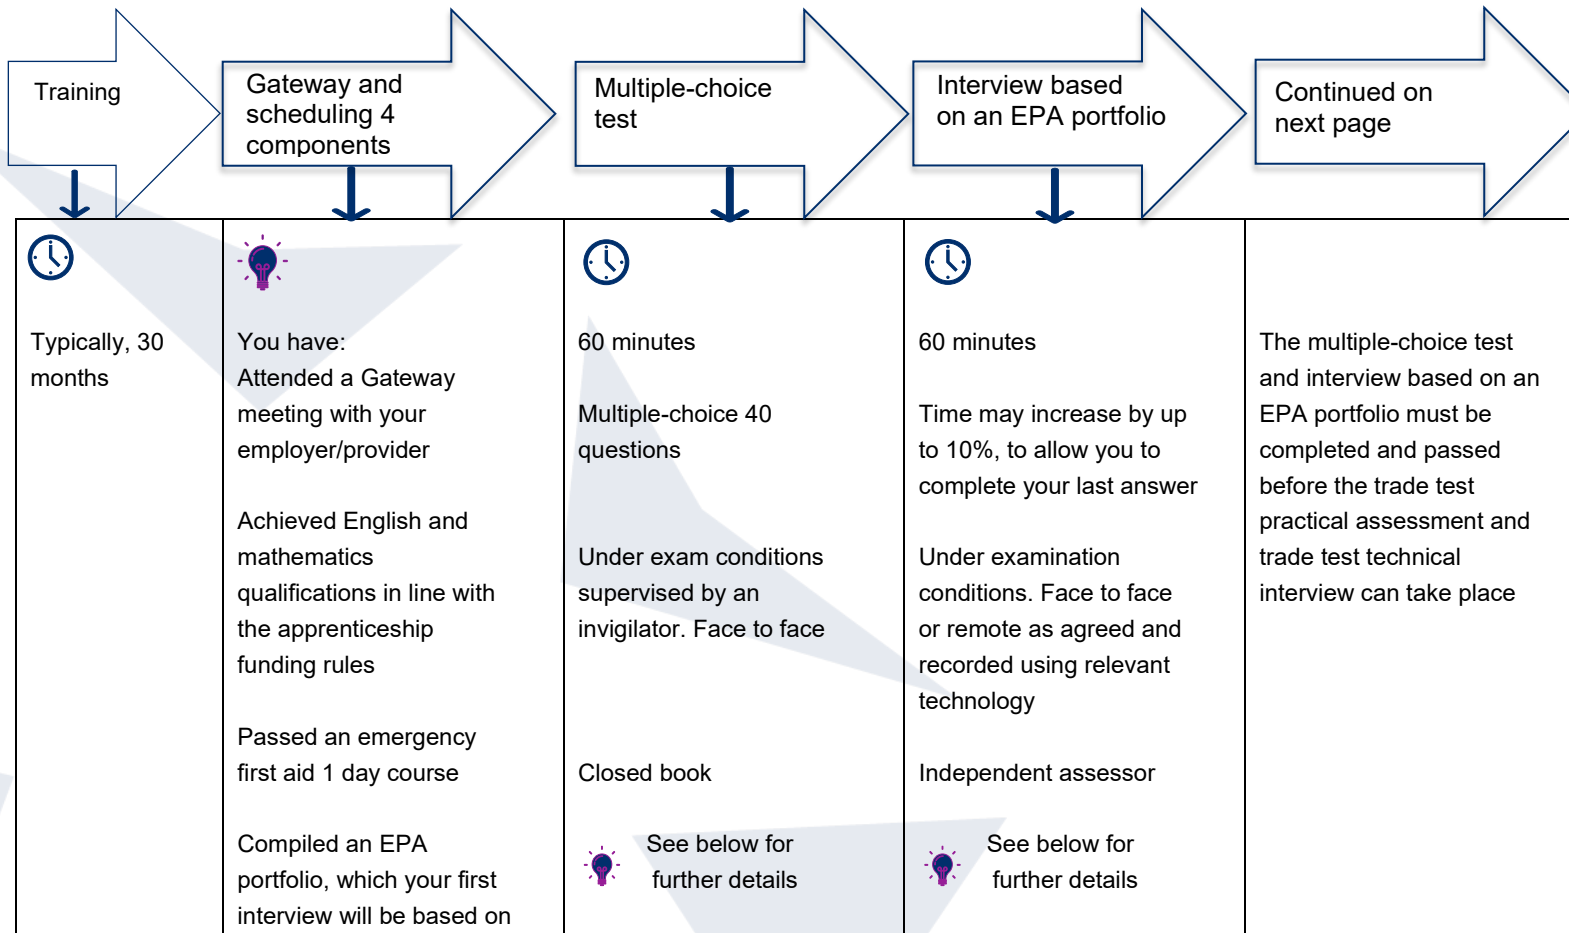 Training
Gateway and
scheduling 4
components
Multiple-choice
test
Interview based
on an EPA portfolio
Continued on
next page
Typically, 30
months
You have:
Attended a Gateway
meeting with your
employer/provider
Achieved English and
mathematics
qualifications in line with
the apprenticeship
funding rules
Passed an emergency
first aid 1 day course
Compiled an EPA
portfolio, which your first
interview will be based on
60 minutes
Multiple-choice 40
questions
Under exam conditions
supervised by an
invigilator. Face to face
Closed book
See below for
further details
60 minutes
Time may increase by up
to 10%, to allow you to
complete your last answer
Under examination
conditions. Face to face
or remote as agreed and
recorded using relevant
technology
Independent assessor
See below for
further details
The multiple-choice test
and interview based on an
EPA portfolio must be
completed and passed
before the trade test
practical assessment and
trade test technical
interview can take place